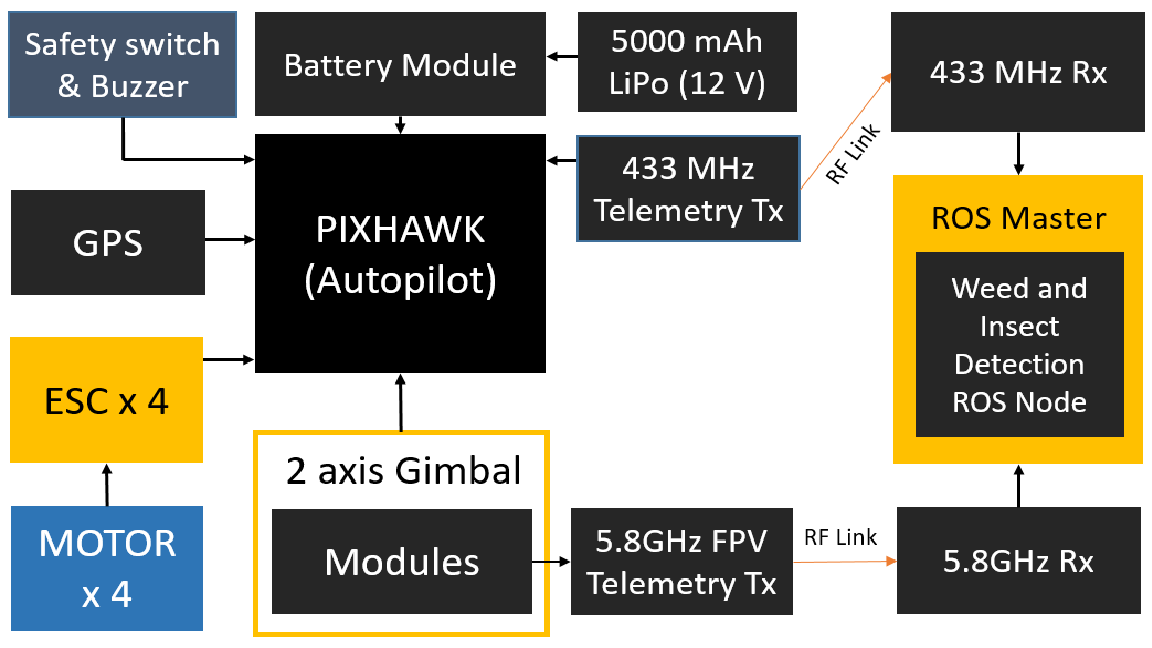 Safety switch
& Buzzer
Battery Module
5000 mAh
LiPo (12 V)
433 MHz Rx
GPS
PIXHAWK
(Autopilot)
433 MHz
Telemetry Tx
RF Link
ROS Master
Weed and
Insect
Detection
ROS Node
ESC x 4
MOTOR
x 4
2 axis Gimbal
Modules
5.8GHz FPV
Telemetry Tx
RF Link
5.8GHz Rx